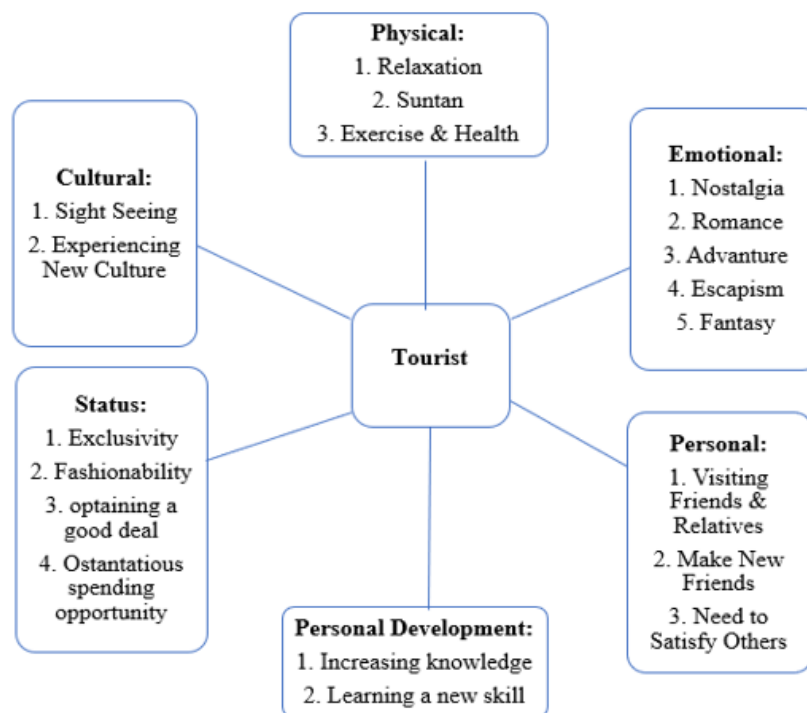 Physical:
1. Relaxation
2. Suntan
3. Exercise & Health
Cultural:
1. Sight Seeing
2. Experiencing
New Culture
Emotional:
1. Nostalgia
2. Romance
3. Advanture
4. Escapism
5. Fantasy
Tourist
Status:
1. Exclusivity
2. Fashionability
3. optaining a
good deal
4. Ostantatious
spending
opportunity
Personal:
1. Visiting
Friends &
Relatives
2. Make New
Friends
3. Need to
Satisfy Others
Personal Development:
1. Increasing knowledge
2. Learning a new skill